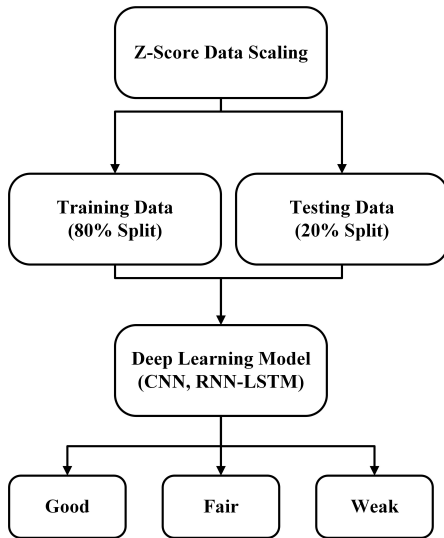 Z-Score Data Scaling
Training Data
(80% Split)
Testing Data
(20% Split)
Deep Learning Model
(CNN, RNN-LSTM)
Good
Fair
Weak